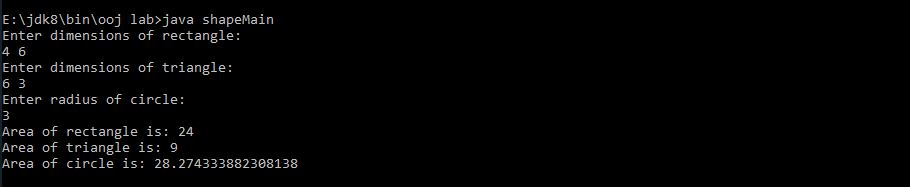 E:\jdk8\bin\ooj lab>java shapeMain
Enter dimensions of rectangle:
4 6
Enter dimensions of triangle:
6 3
Enter radius of circle:
3
Area of rectangle is: 24
Area of triangle is: 9
Area of circle is: 28.274333882308138